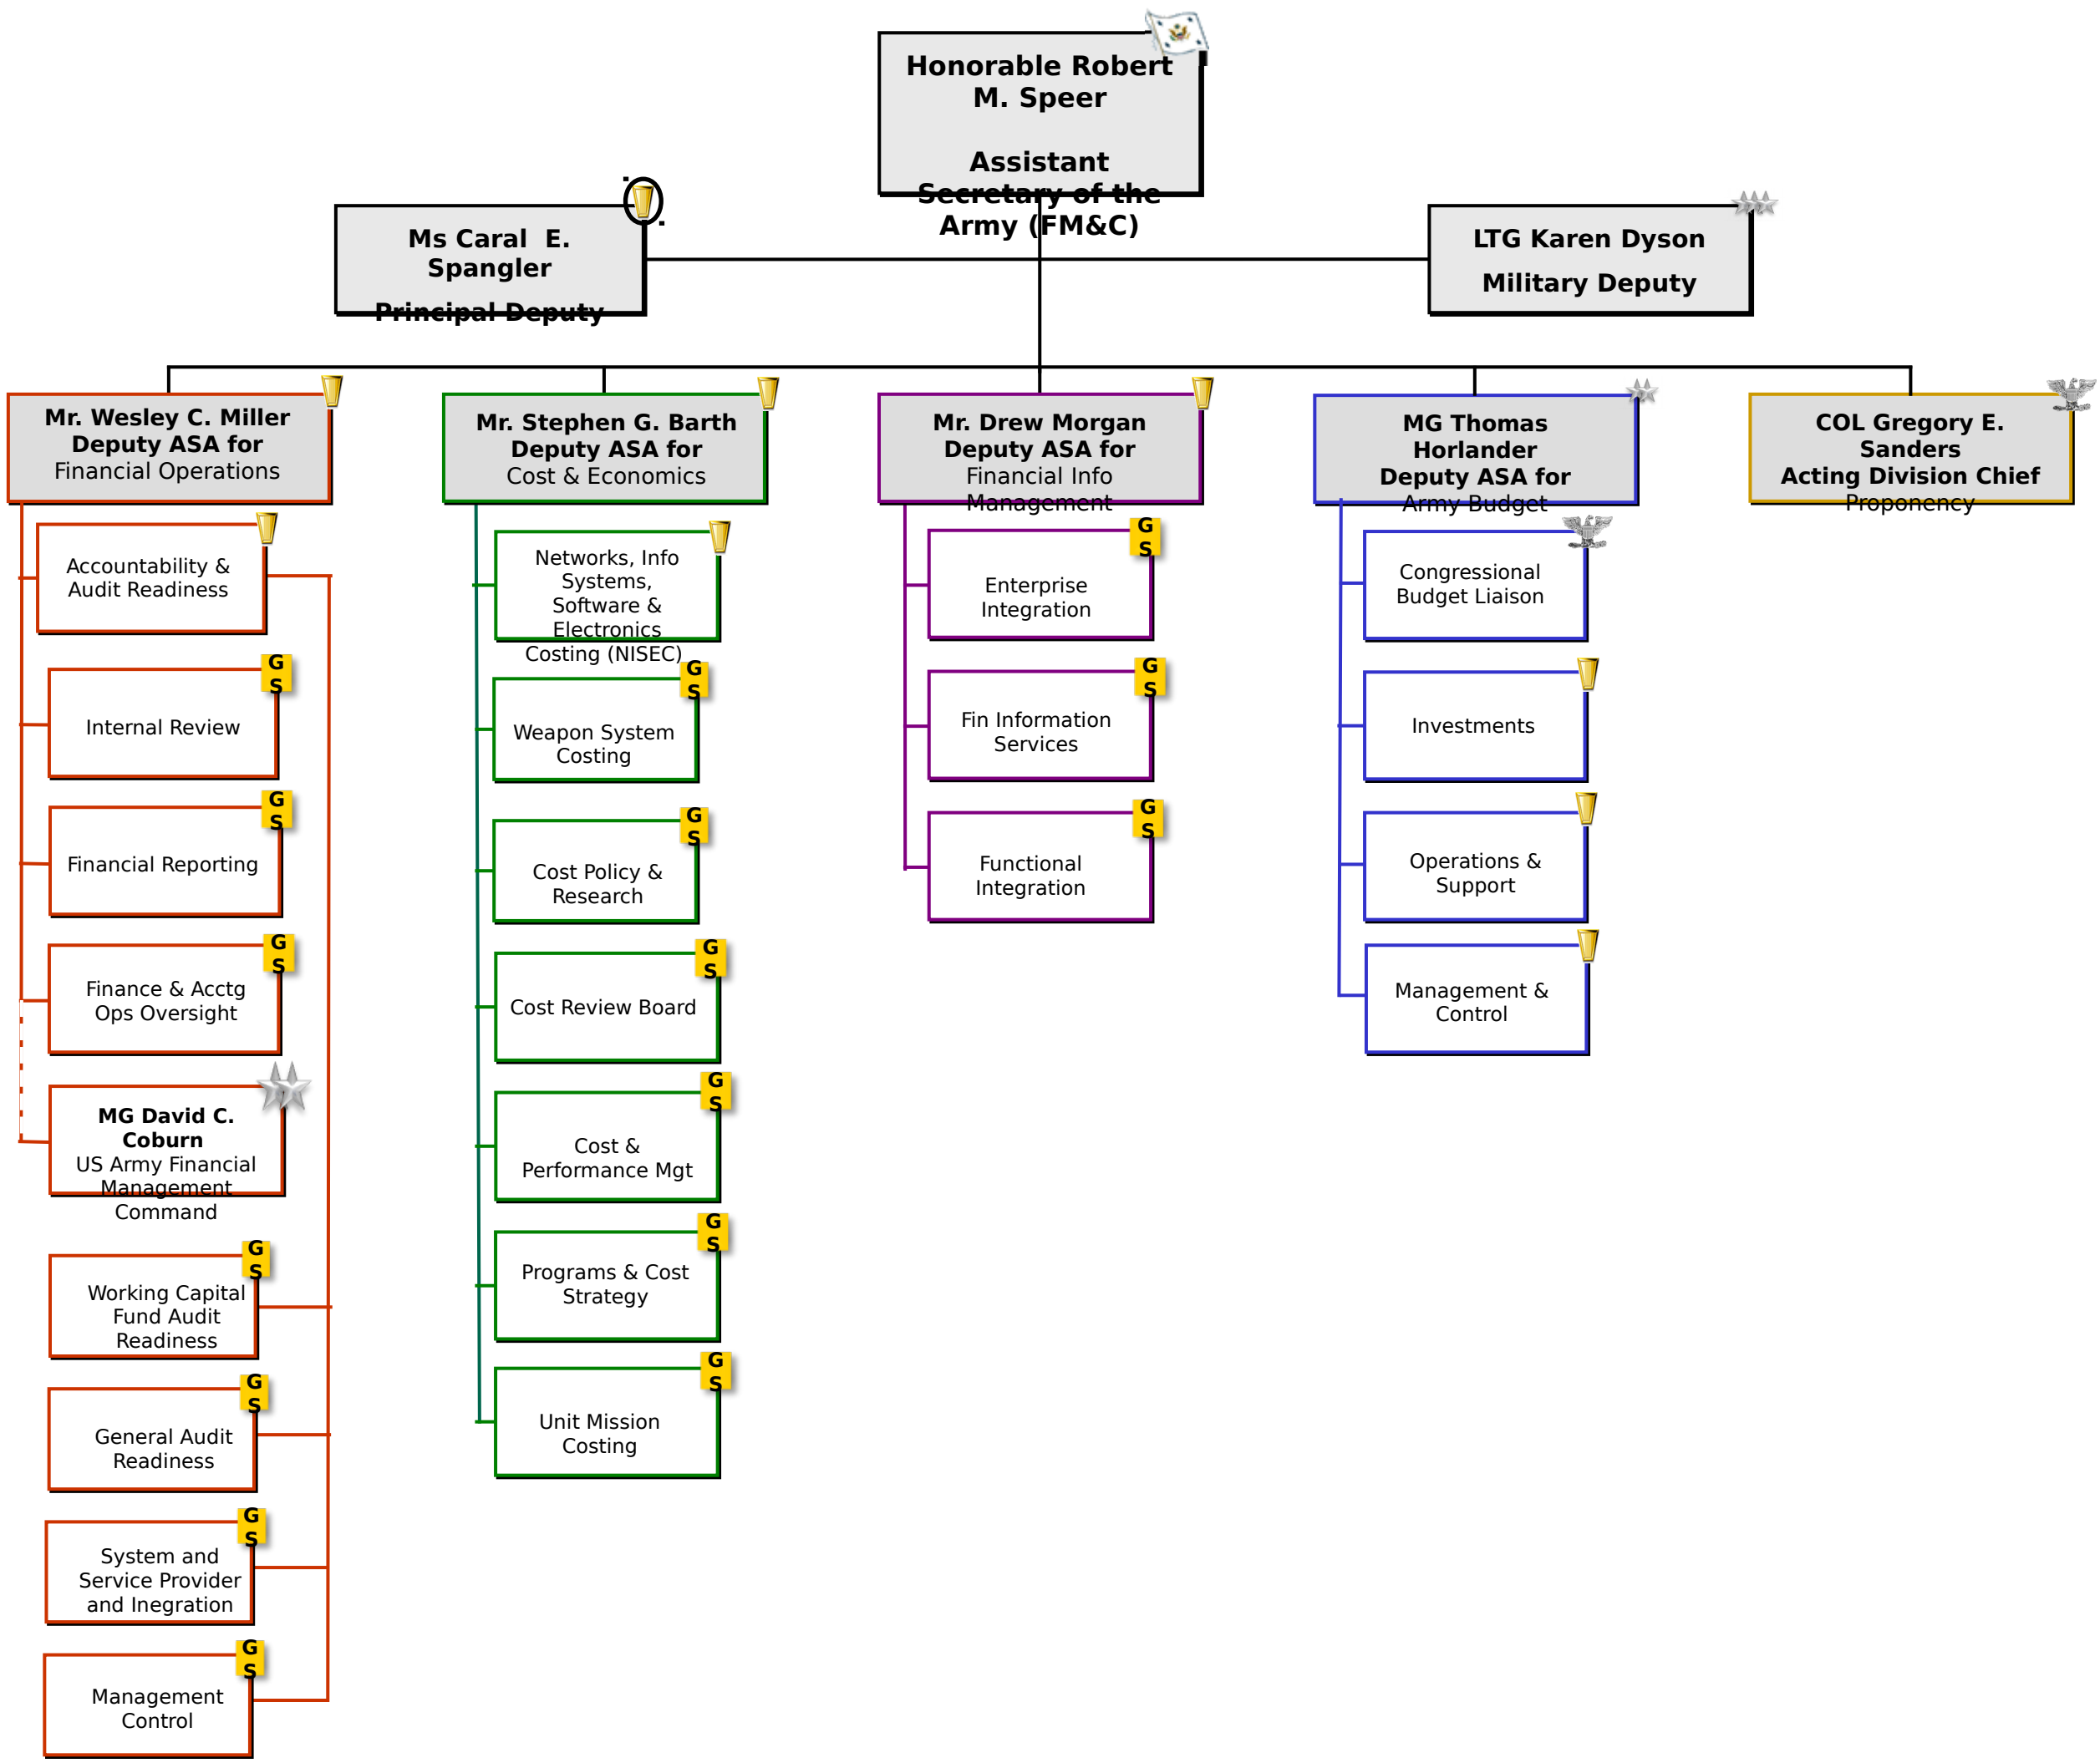 Honorable Robert
M. Speer
Assistant
Secretary of the
Army (FM&C)
Ms Caral  E.
Spangler
Principal Deputy
LTG Karen Dyson
Military Deputy
Mr. Wesley C. Miller
Deputy ASA for
Financial Operations
Accountability &
Audit Readiness
G
S
Internal Review
G
S
Financial Reporting
G
S
Finance & Acctg
Ops Oversight
MG David C.
Coburn
US Army Financial
Management
Command
G
S
Working Capital
Fund Audit
Readiness
G
S
General Audit
Readiness
G
S
System and
Service Provider
and Inegration
G
S
Management
Control
Mr. Stephen G. Barth
Deputy ASA for
Cost & Economics
Networks, Info
Systems,
Software &
Electronics
Costing (NISEC)
G
S
Weapon System
Costing
G
S
Cost Policy &
Research
G
S
Cost Review Board
G
S
Cost &
Performance Mgt
G
S
Programs & Cost
Strategy
G
S
Unit Mission
Costing
Mr. Drew Morgan
Deputy ASA for
Financial Info
Management
G
S
Enterprise
Integration
G
S
Fin Information
Services
G
S
Functional
Integration
MG Thomas
Horlander
Deputy ASA for
Army Budget
Congressional
Budget Liaison
Investments
Operations &
Support
Management &
Control
COL Gregory E.
Sanders
Acting Division Chief
Proponency